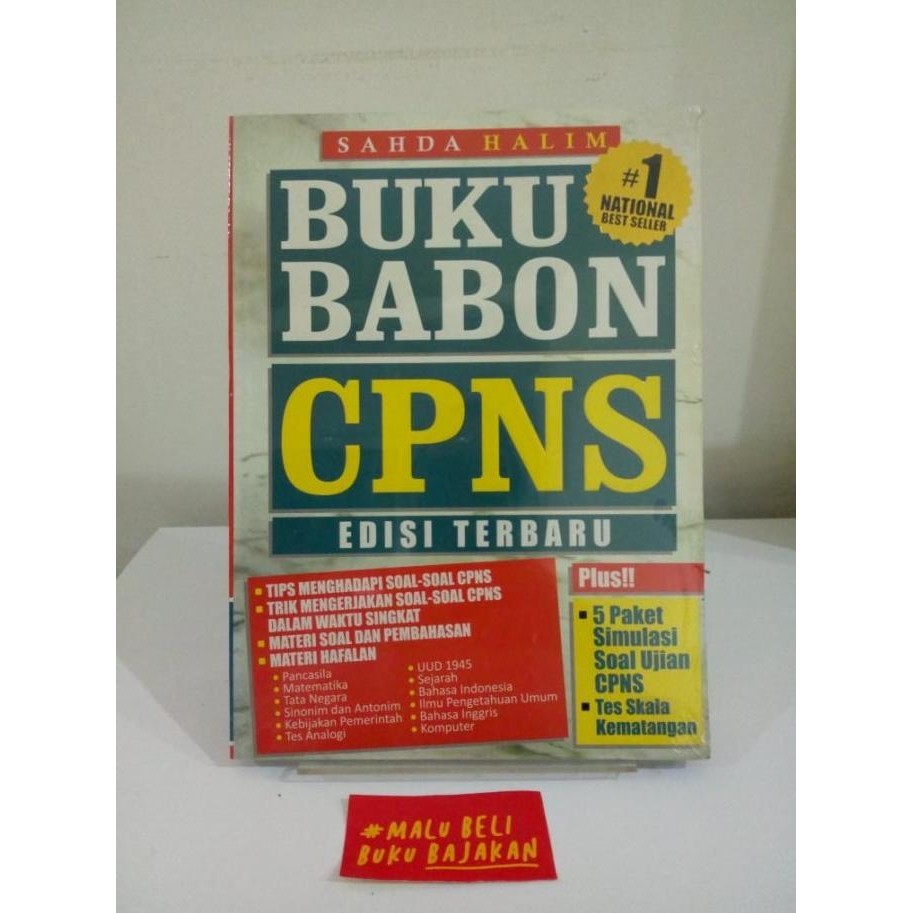 SAHDA HALIM
#1
NATIONAL
BEST SELLER
BUKU
BABON
CPNS
EDISI TERBARU
▪ TIPS MENGHADAPI SOAL-SOAL CPNS
▪ TRIK MENGERJAKAN SOAL-SOAL CPNS
DALAM WAKTU SINGKAT
▪ MATERI SOAL DAN PEMBAHASAN
▪ MATERI HAFALAN
• Pancasila
• Matematika
• Tata Negara
• Sinonim dan Antonim
• Kebijakan Pemerintah
• Tes Analogi
• UUD 1945
• Sejarah
• Bahasa Indonesia
• Ilmu Pengetahuan Umum
• Bahasa Inggris
• Komputer
Plus!!
▪ 5 Paket
Simulasi
Soal Ujian
CPNS
▪ Tes Skala
Kematangan
#MALU BELI
BUKU BAJAKAN